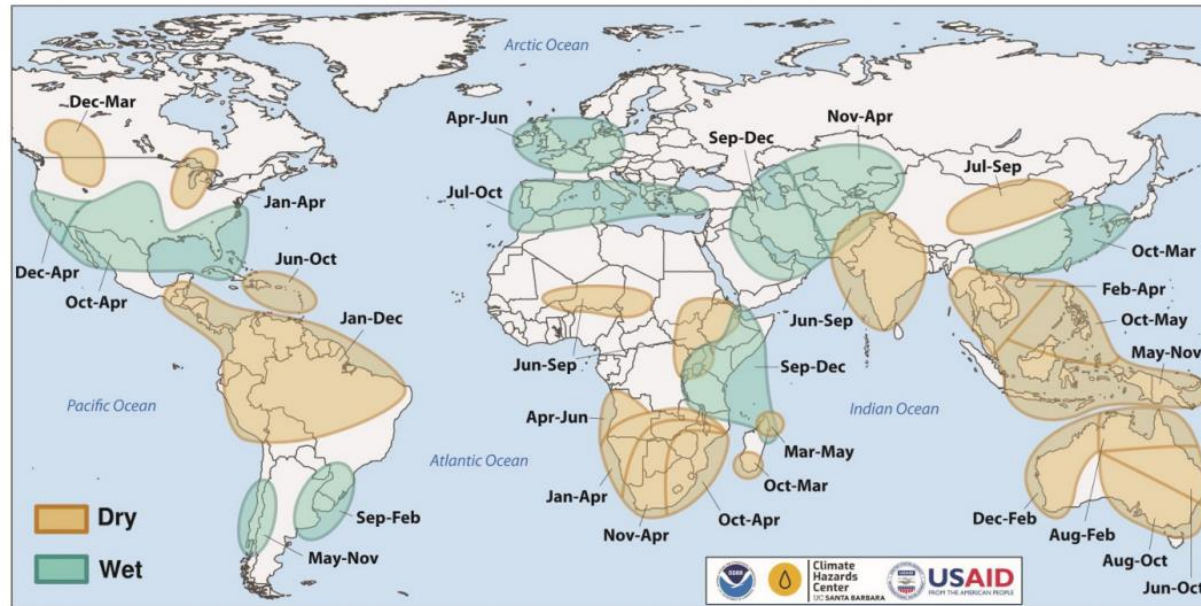 Arctic Ocean
Dec-Mar
Apr-Jun
Nov-Apr
Sep-Dec
Jul-Sep
Jan-Apr
Jul-Oct
Dec-Apr
Oct-Mar
Jun-Oct
Oct-Apr
Feb-Apr
Jan-Dec
Jun-Sep
Oct-May
Jun-Sep
Sep-Dec
May-Nov
Pacific Ocean
Indian Ocean
Apr-Jun
Mar-May
Atlantic Ocean
Jan-Apr
Oct-Mar
Dry
Sep-Feb
Nov-Apr
Oct-Apr
Dec-Feb
Aug-Feb
Wet
May-Nov
Aug-Oct
Jun-Oct
Climate
Hazards
Center
UC SANTA BARBARA
USAID
FROM THE AMERICAN PEOPLE